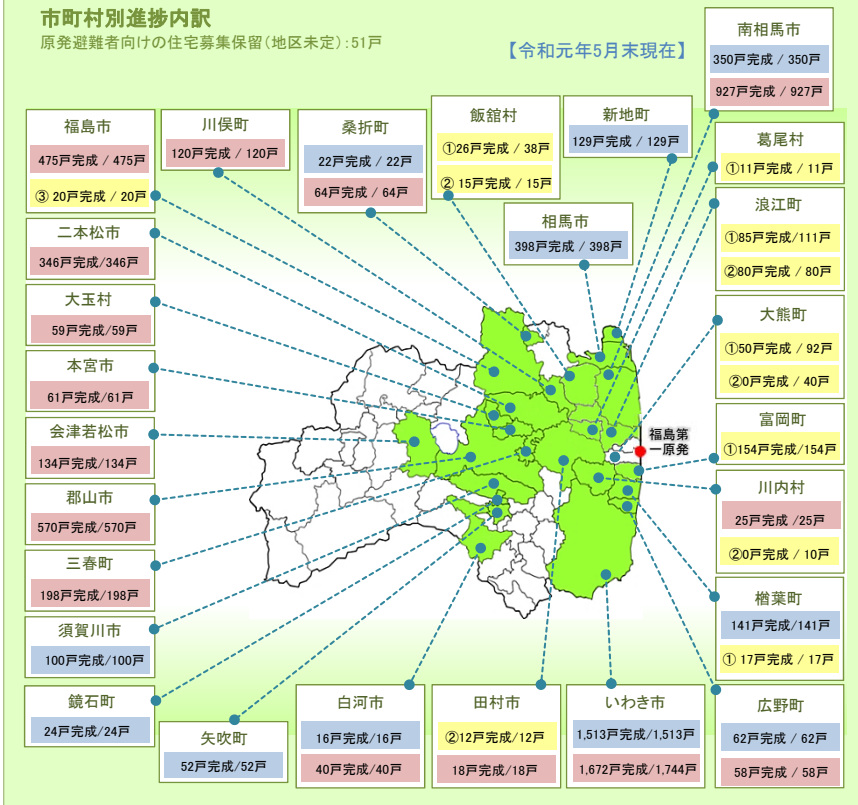 市町村別進捗内訳
原発避難者向けの住宅募集保留(地区未定):51戸
【令和元年5月末現在】
南相馬市
350戸完成 / 350戸
927戸完成 / 927戸
福島市
475戸完成 / 475戸
③ 20戸完成 / 20戸
川俣町
120戸完成 / 120戸
桑折町
22戸完成 / 22戸
64戸完成 / 64戸
飯舘村
①26戸完成 / 38戸
② 15戸完成 / 15戸
新地町
129戸完成 / 129戸
葛尾村
①11戸完成 / 11戸
相馬市
398戸完成 / 398戸
浪江町
①85戸完成/111戸
②80戸完成 / 80戸
二本松市
346戸完成/346戸
大玉村
59戸完成/59戸
大熊町
①50戸完成 / 92戸
②0戸完成 / 40戸
本宮市
61戸完成/61戸
会津若松市
134戸完成/134戸
富岡町
①154戸完成/154戸
福島第
一原発
郡山市
570戸完成/570戸
川内村
25戸完成 /25戸
②0戸完成 / 10戸
三春町
198戸完成/198戸
楢葉町
141戸完成/141戸
① 17戸完成 / 17戸
須賀川市
100戸完成/100戸
鏡石町
24戸完成/24戸
矢吹町
52戸完成/52戸
白河市
16戸完成/16戸
40戸完成/40戸
田村市
②12戸完成/12戸
18戸完成/18戸
いわき市
1,513戸完成/1,513戸
1,672戸完成/1,744戸
広野町
62戸完成 / 62戸
58戸完成 / 58戸